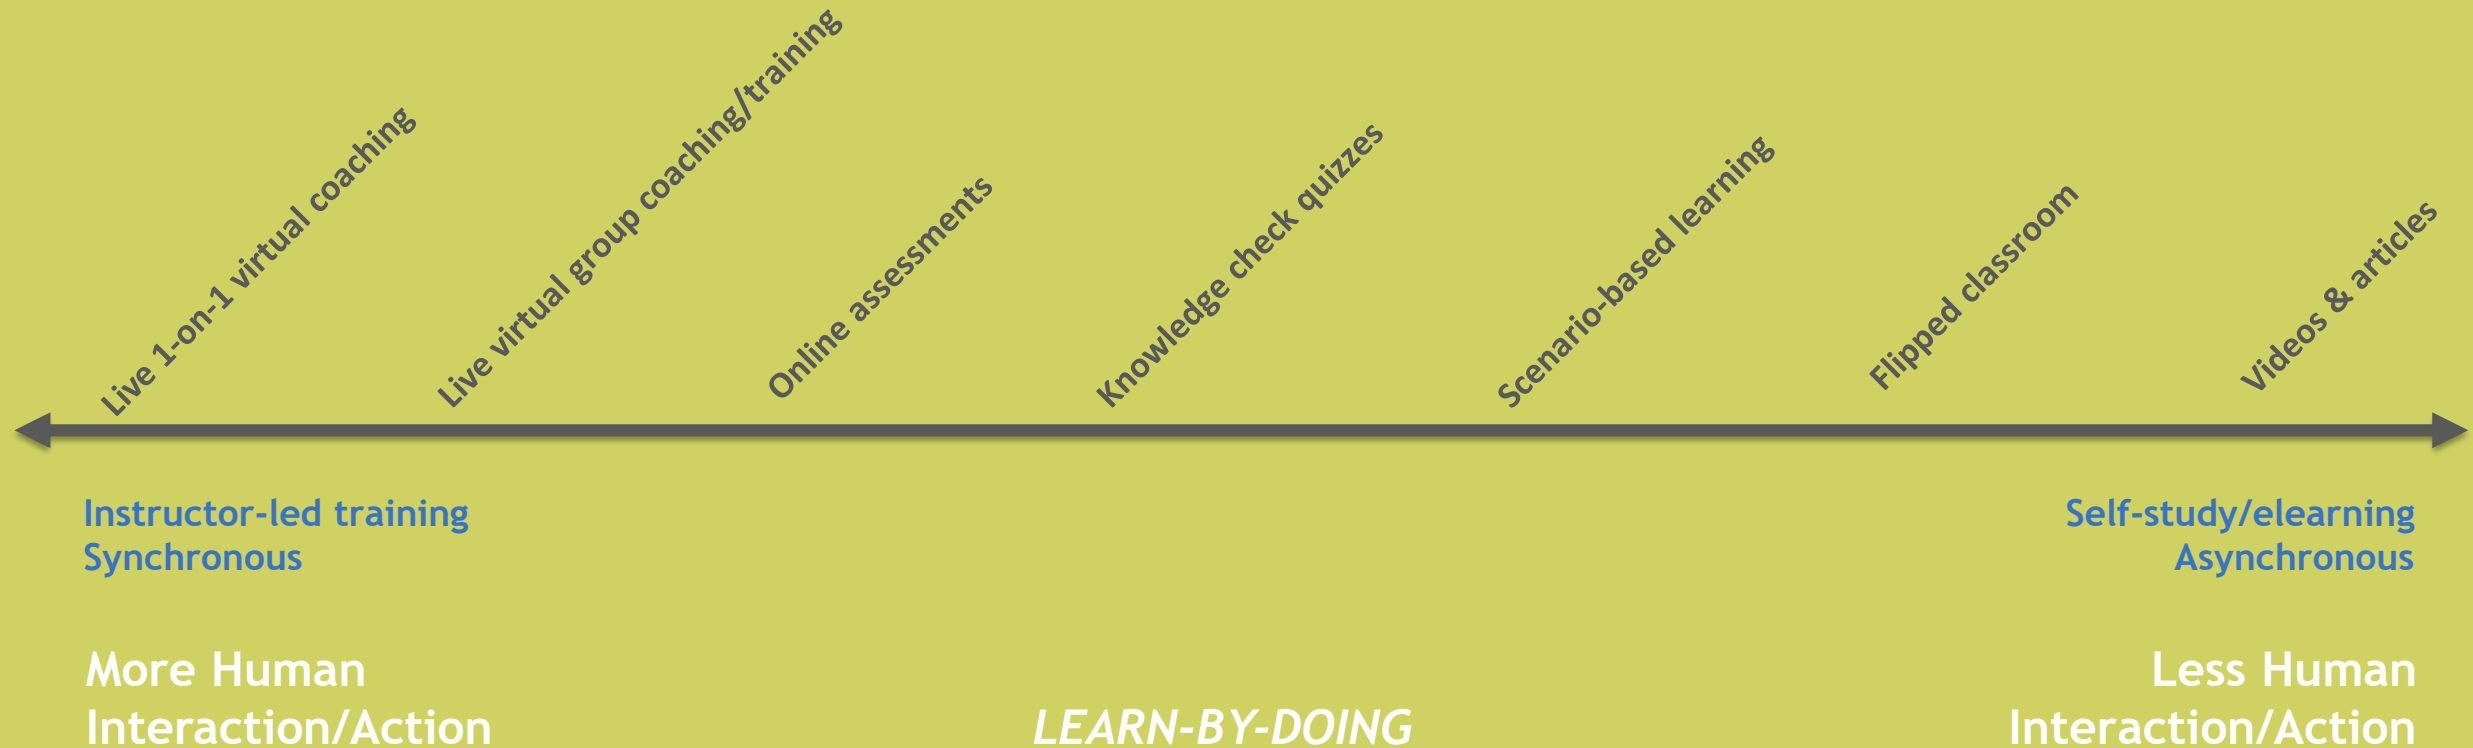 Live 1-on-1 virtual coaching
Live virtual group coaching/training
Online assessments
Knowledge check quizzes
Scenario-based learning
Flipped classroom
Videos & articles
Instructor-led training
Synchronous
Self-study/elearning
Asynchronous
More Human
Interaction/Action
LEARN-BY-DOING
Less Human
Interaction/Action